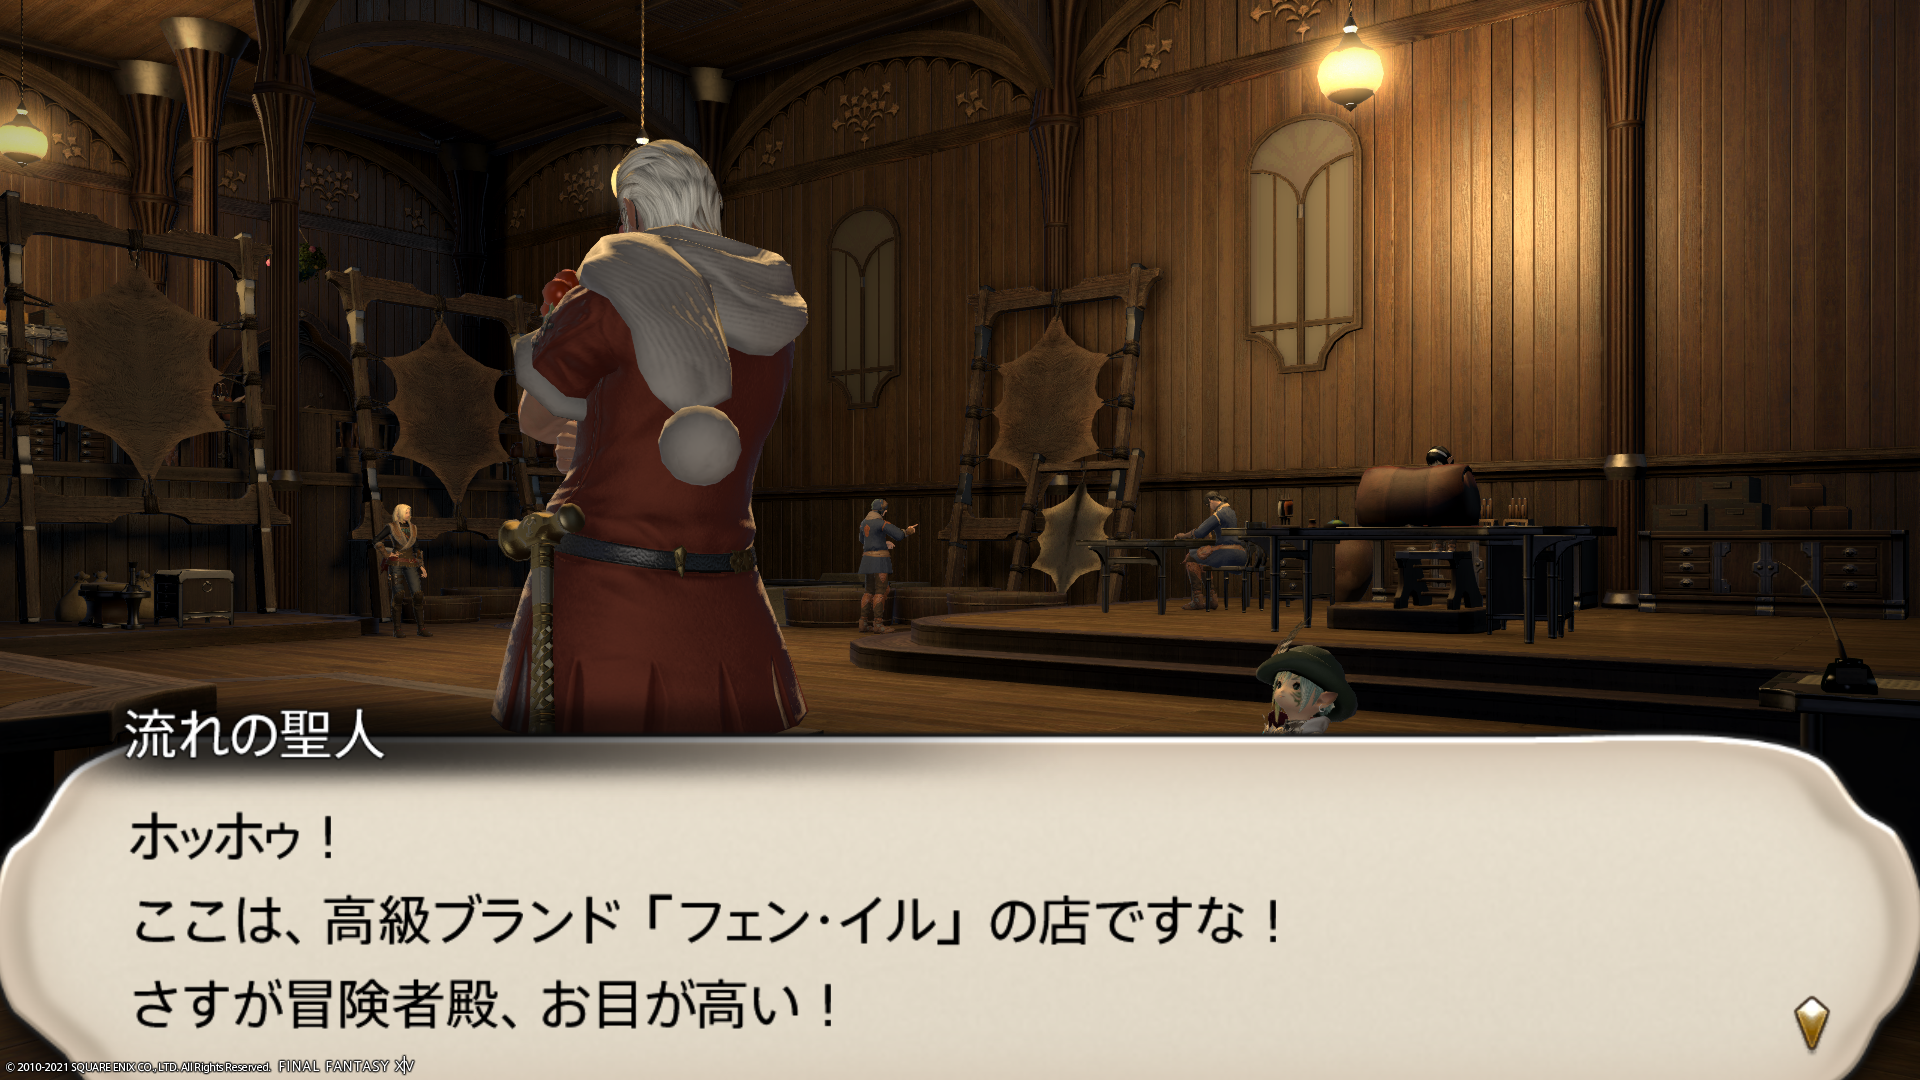 流れの聖人
ホッホゥ！
ここは、高級ブランド「フェン・イル」の店ですな！
さすが冒険者殿、お目が高い！
© 2010-2021 SQUARE ENIX CO., LTD. All Rights Reserved. FINAL FANTASY XIV